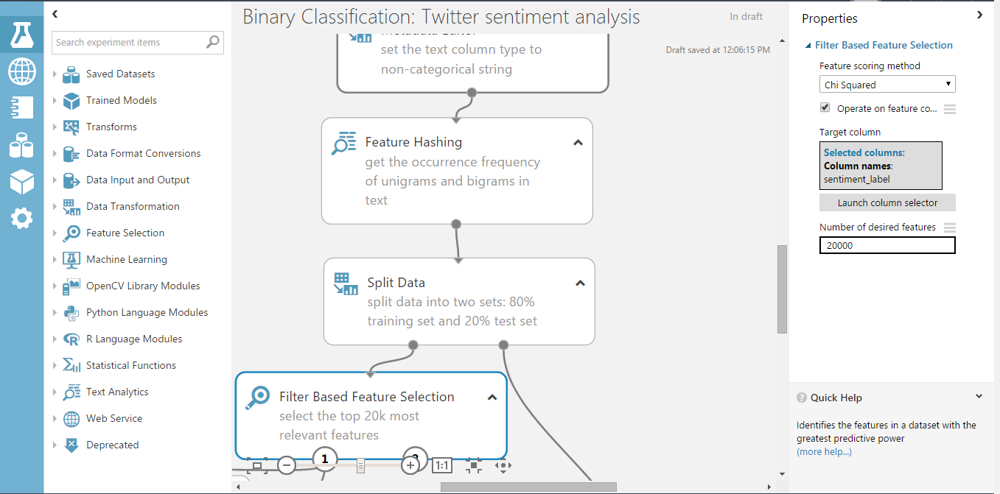 Search experiment items
Saved Datasets
Trained Models
Transforms
Data Format Conversions
Data Input and Output
Data Transformation
Feature Selection
Machine Learning
OpenCV Library Modules
Python Language Modules
R Language Modules
Statistical Functions
Text Analytics
Web Service
Deprecated
Binary Classification: Twitter sentiment analysis
In draft
Draft saved at 12:06:15 PM
Metadata Editor
set the text column type to
non-categorical string
Feature Hashing
get the occurrence frequency
of unigrams and bigrams in
text
Split Data
split data into two sets: 80%
training set and 20% test set
Filter Based Feature Selection
select the top 20k most
relevant features
1
1:1
Properties
Filter Based Feature Selection
Feature scoring method
Chi Squared
Operate on feature co...
Target column
Selected columns:
Column names:
sentiment_label
Launch column selector
Number of desired features
20000
Quick Help
Identifies the features in a dataset with the
greatest predictive power
(more help...)